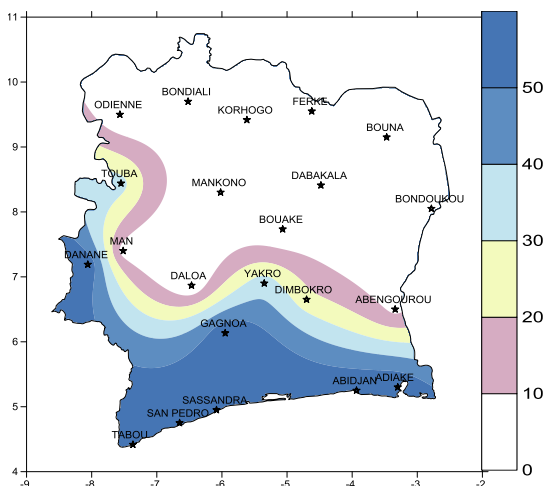 11
10
9
8
7
6
5
4
-9
-8
-7
-6
-5
-4
-3
-2
ODIENNE
BONDIALI
KORHOGO
FERKE
BOUNA
TOUBA
MANKONO
DABAKALA
BONDOUKOU
BOUAKE
MAN
DANANE
DALOA
YAKRO
DIMBOKRO
ABENGOUROU
GAGNOA
ABIDJAN
ADIAKE
SASSANDRA
SAN PEDRO
TABOU
50
40
30
20
10
0